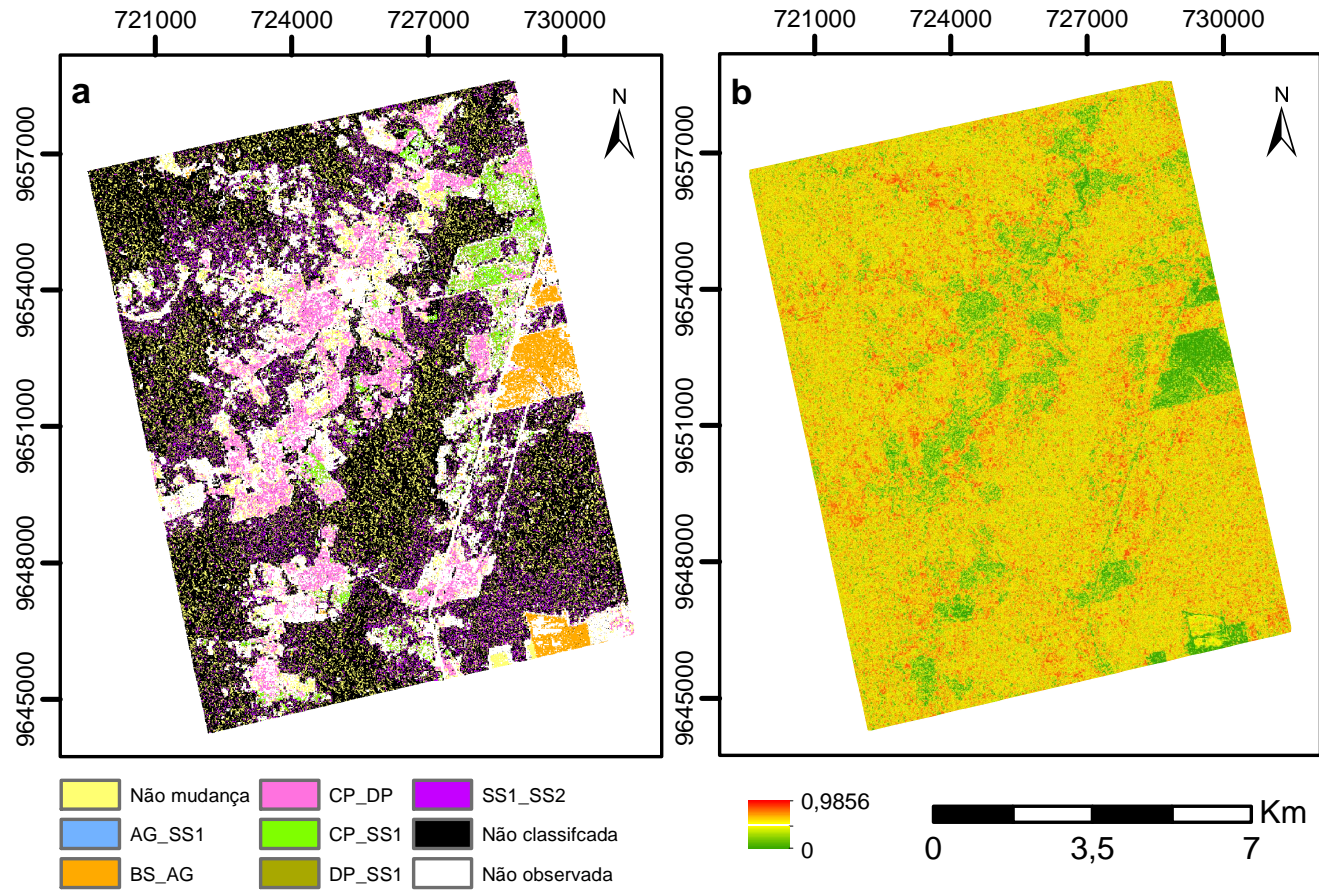 721000 724000 727000 730000
721000 724000 727000 730000
a
N
b
N
9657000
9654000
9651000
9648000
9645000
9657000
9654000
9651000
9648000
9645000
Não mudança
CP_DP
SS1_SS2
AG_SS1
CP_SS1
Não classifcada
BS_AG
DP_SS1
Não observada
0,9856
0
Km
0 3,5 7